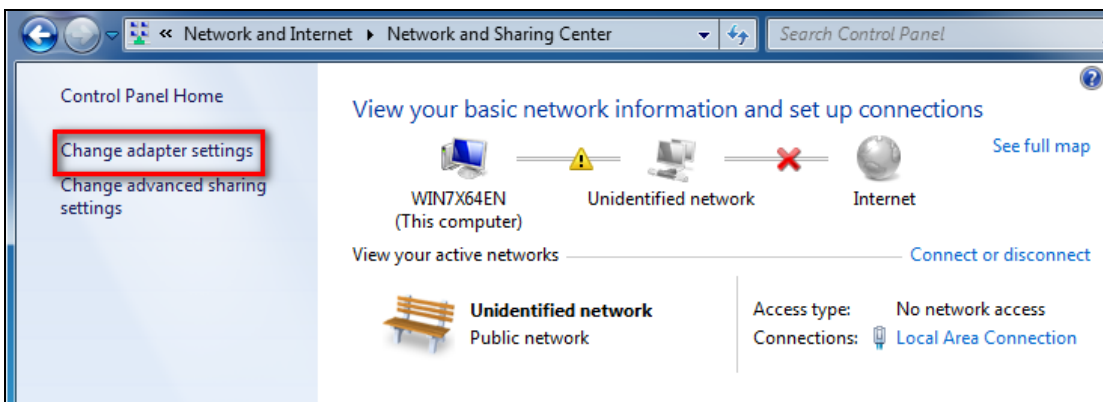 « Network and Internet ▸ Network and Sharing Center
Search Control Panel
Control Panel Home
Change adapter settings
Change advanced sharing
settings
View your basic network information and set up connections
See full map
WIN7X64EN
(This computer)
Unidentified network
Internet
View your active networks
Connect or disconnect
Unidentified network
Public network
Access type: No network access
Connections: Local Area Connection